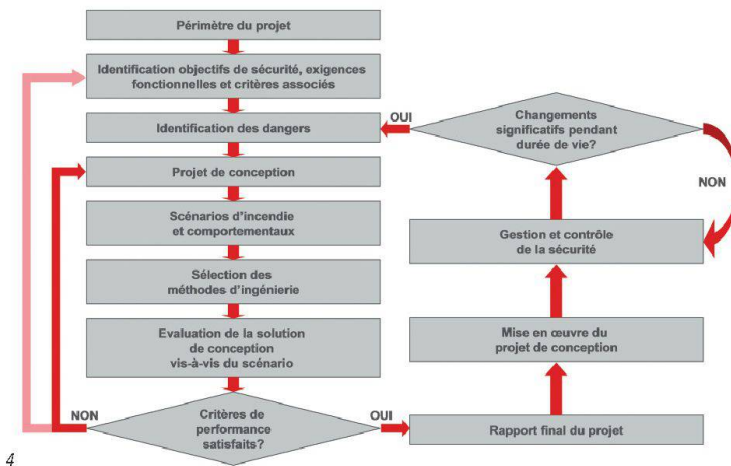 Périmètre du projet
Identification objectifs de sécurité, exigences
fonctionnelles et critères associés
Identification des dangers
Projet de conception
Scénarios d'incendie
et comportementaux
Sélection des
méthodes d'ingénierie
Evaluation de la solution
de conception
vis-à-vis du scénario
NON
Critères de
performance
satisfaits?
OUI
Rapport final du projet
Mise en œuvre du
projet de conception
Gestion et contrôle
de la sécurité
Changements
significatifs pendant
durée de vie?
OUI
NON
4